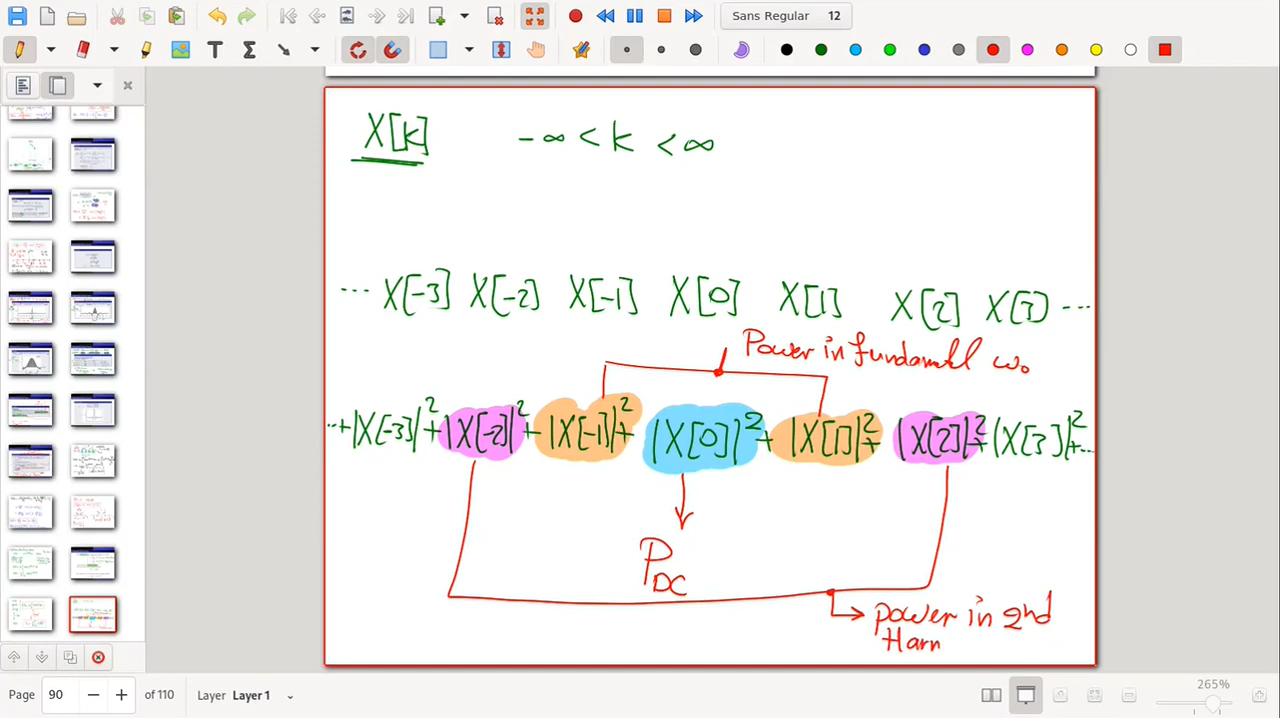 Sans Regular 12
X[k] -∞ < k < ∞
... X[-3] X[-2] X[-1] X[0] X[1] X[2] X[3] ...
Power in fundamentl ω₀
...+|X[-3]|²+|X[-2]|²+|X[-1]|²+|X[0]|²+|X[1]|²+|X[2]|²+|X[3]|²+...
P_DC
power in 2nd
Harm
Page 90 of 110 Layer Layer 1 265%